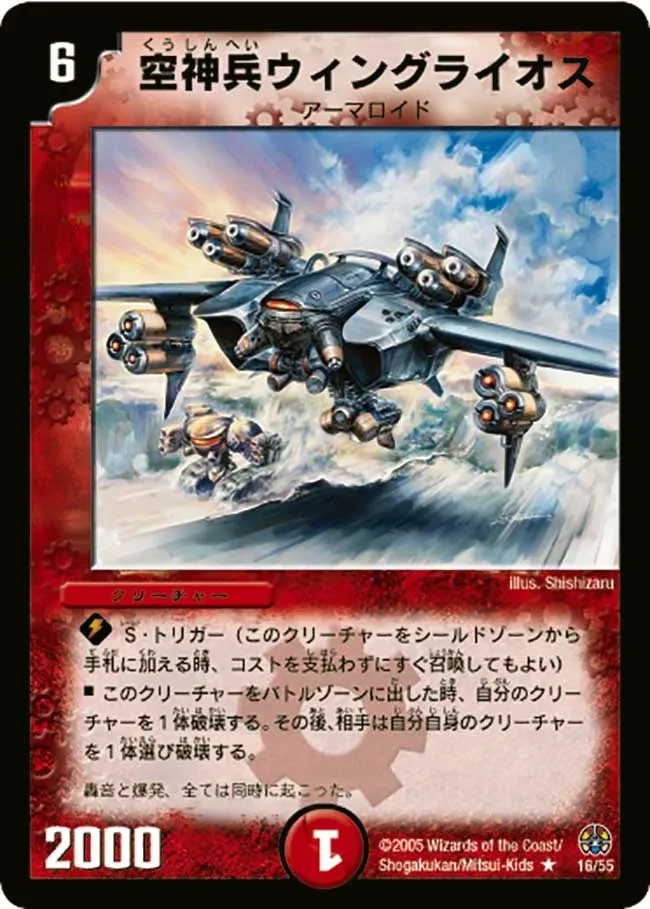 6
くうしんへい
空神兵ウィングライオス
アーマロイド
illus. Shishizaru
クリーチャー
S・トリガー（このクリーチャーをシールドゾーンから
手札に加える時、コストを支払わずにすぐ召喚してもよい）
■ このクリーチャーをバトルゾーンに出した時、自分のクリー
チャーを１体破壊する。その後、相手は自分自身のクリーチャー
を１体選び破壊する。
轟音と爆発、全ては同時に起こった。
2000
1
©2005 Wizards of the Coast/
Shogakukan/Mitsui-Kids ★
16/55